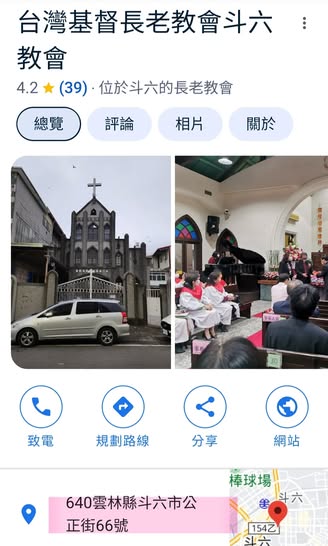 台灣基督長老教會斗六
教會
4.2 ★ (39) · 位於斗六的長老教會
總覽
評論
相片
關於
致電
規劃路線
分享
網站
640雲林縣斗六市公
正街66號
棒球場
斗六
154乙
斗六